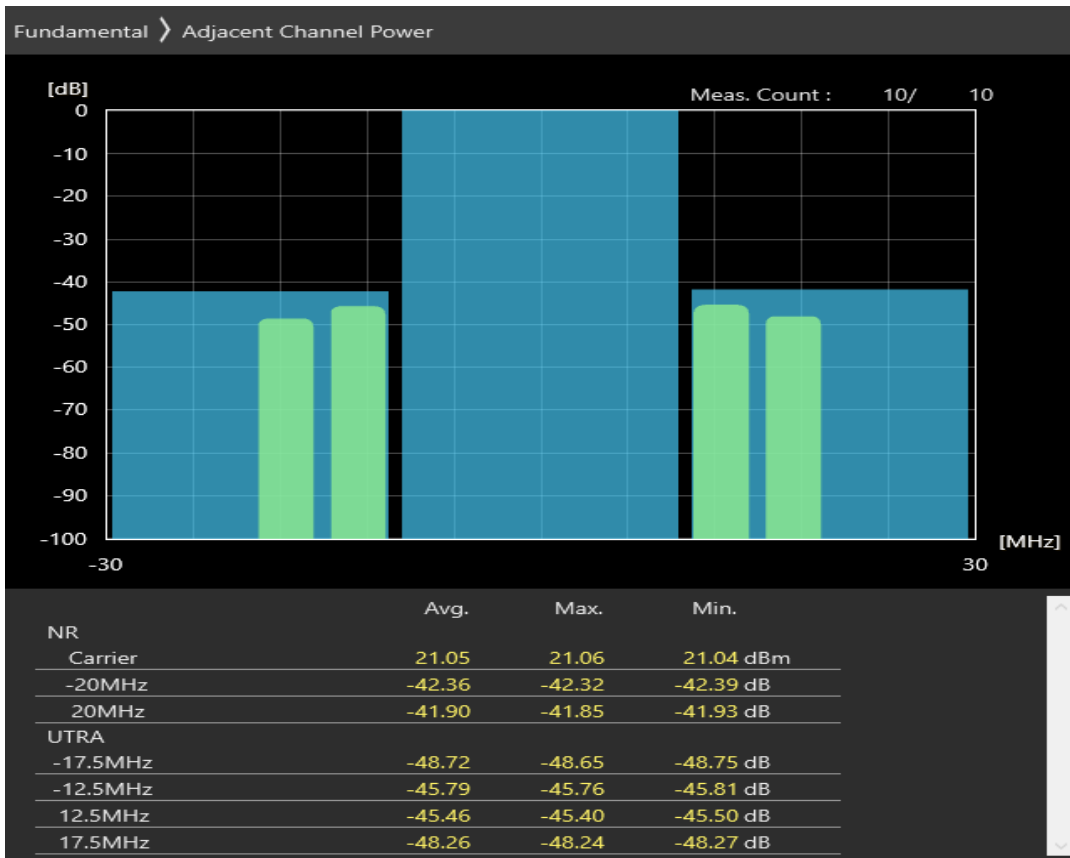 Fundamental ❯ Adjacent Channel Power
[dB]
Meas. Count : 10/ 10
0
-10
-20
-30
-40
-50
-60
-70
-80
-90
-100
[MHz]
-30 30
Avg. Max. Min.
NR
Carrier 21.05 21.06 21.04 dBm
-20MHz -42.36 -42.32 -42.39 dB
20MHz -41.90 -41.85 -41.93 dB
UTRA
-17.5MHz -48.72 -48.65 -48.75 dB
-12.5MHz -45.79 -45.76 -45.81 dB
12.5MHz -45.46 -45.40 -45.50 dB
17.5MHz -48.26 -48.24 -48.27 dB